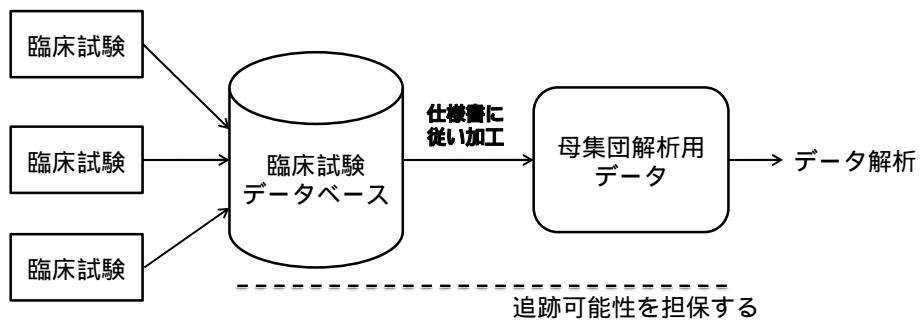 臨床試験
臨床試験
臨床試験
臨床試験
データベース
仕様書に
従い加工
母集団解析用
データ
データ解析
追跡可能性を担保する